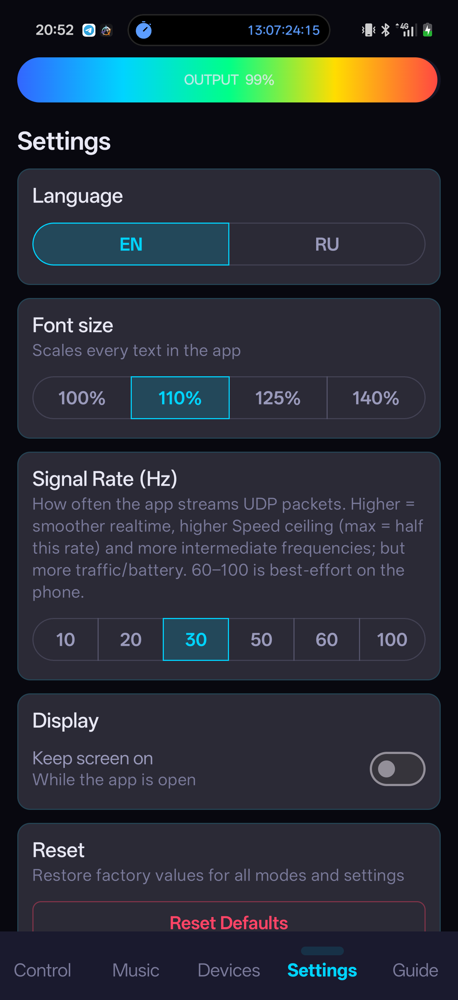 20:52
13:07:24:15
4G
OUTPUT 99%
Settings
Language
EN
RU
Font size
Scales every text in the app
100%
110%
125%
140%
Signal Rate (Hz)
How often the app streams UDP packets. Higher =
smoother realtime, higher Speed ceiling (max = half
this rate) and more intermediate frequencies; but
more traffic/battery. 60–100 is best-effort on the
phone.
10
20
30
50
60
100
Display
Keep screen on
While the app is open
Reset
Restore factory values for all modes and settings
Reset Defaults
Control
Music
Devices
Settings
Guide